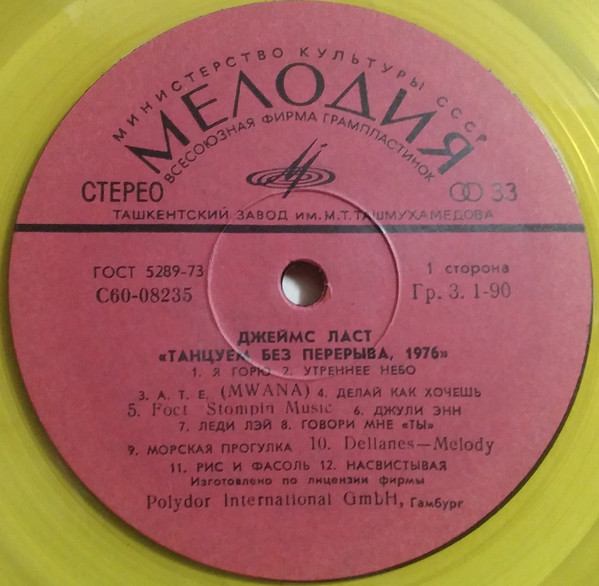 МИНИСТЕРСТВО КУЛЬТУРЫ СССР
МЕЛОДИЯ
ВСЕСОЮЗНАЯ ФИРМА ГРАМПЛАСТИНОК
СТЕРЕО 33
ТАШКЕНТСКИЙ ЗАВОД ИМ. М.Т. ТАШМУХАМЕДОВА
ГОСТ 5289-73 1 сторона
С60-08235 Гр. 3. 1-90
ДЖЕЙМС ЛАСТ
«ТАНЦУЕМ БЕЗ ПЕРЕРЫВА, 1976»
1. Я ГОРЮ 2. УТРЕННЕЕ НЕБО
3. A. T. E. (MWANA) 4. ДЕЛАЙ КАК ХОЧЕШЬ
5. Foct Stompin Music 6. ДЖУЛИ ЭНН
7. ЛЕДИ ЛЭЙ 8. ГОВОРИ МНЕ «ТЫ»
9. МОРСКАЯ ПРОГУЛКА 10. Dellanes—Melody
11. РИС И ФАСОЛЬ 12. НАСВИСТЫВАЯ
Изготовлено по лицензии фирмы
Polydor International GmbH, Гамбург